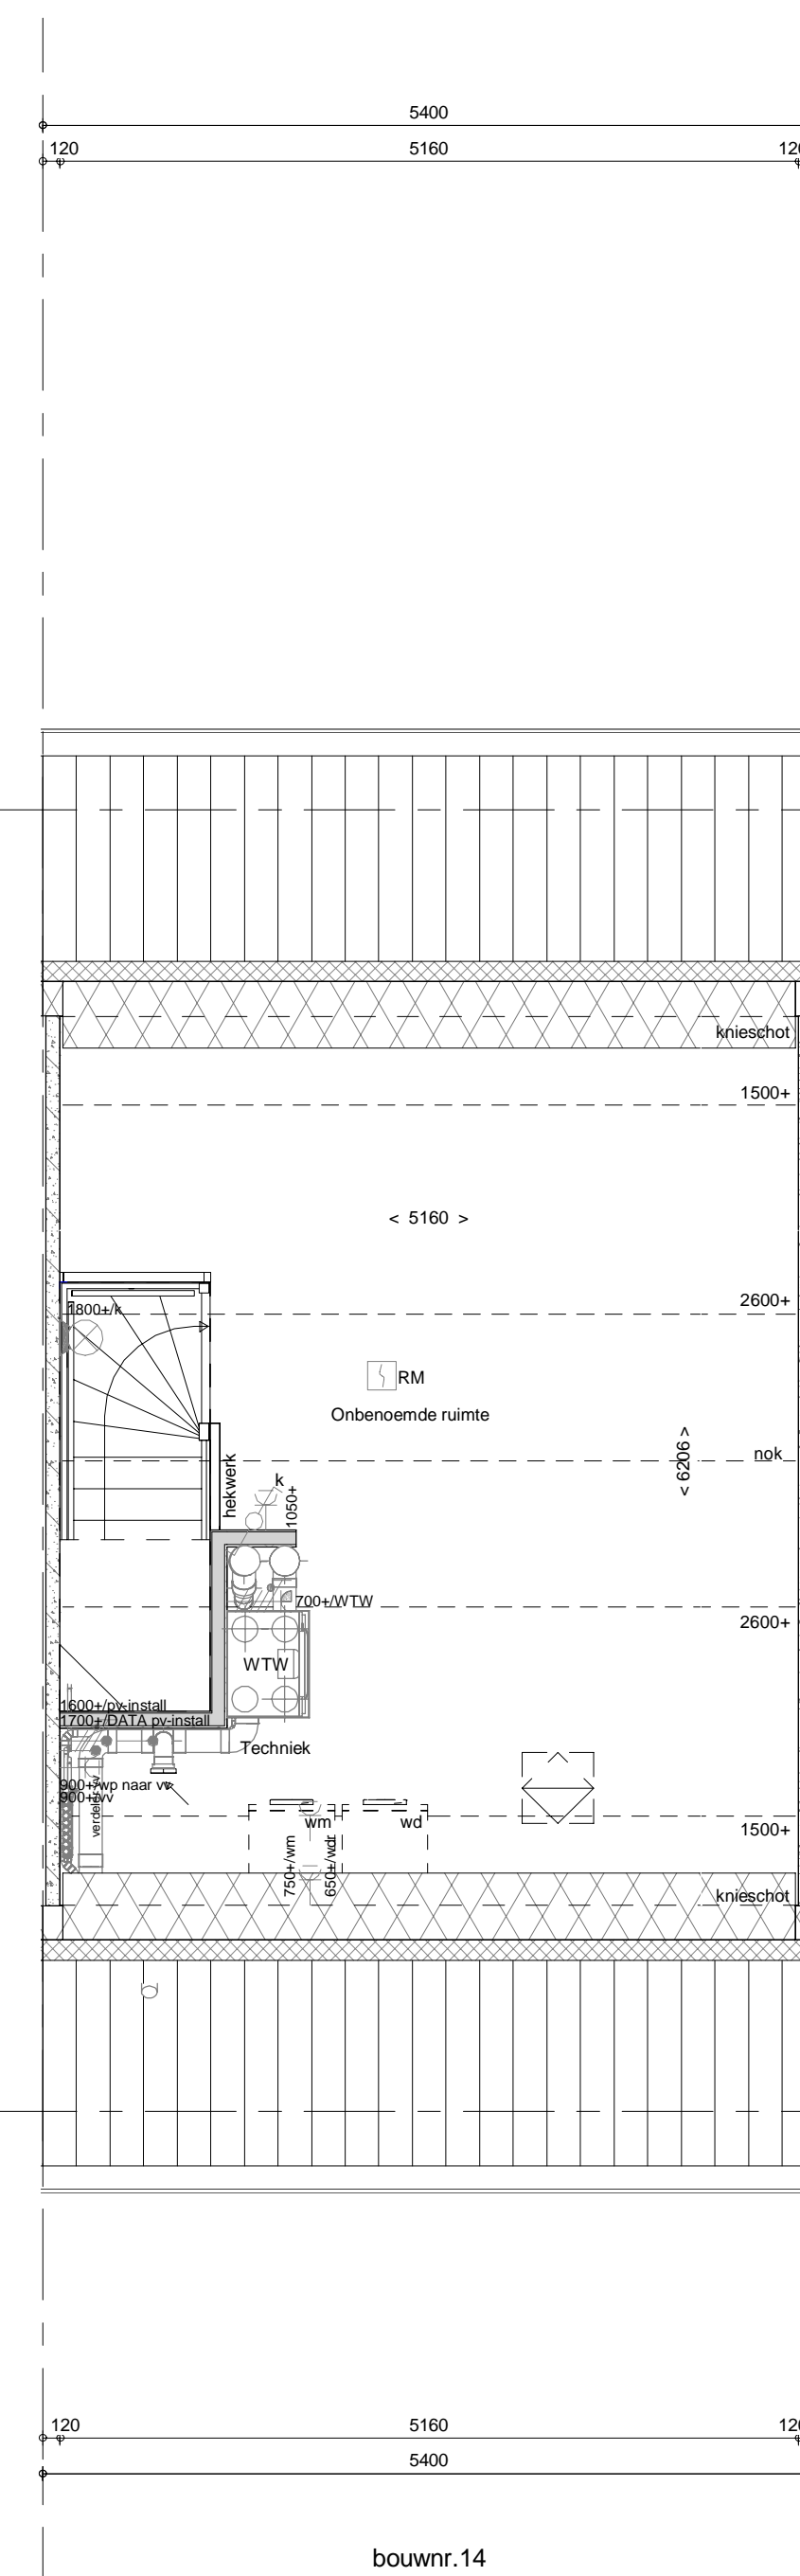 5400
120 5160 120
knieschot
1500+
< 5160 >
2600+
1800+/k
RM
Onbenoemde ruimte
nok
< 6206 >
hekwerk
k
1050+
700+/WTW
2600+
WTW
1600+/pv-install
1700+/DATA pv-install
Techniek
900+/wp naar vv
900+/vv
verdeler vv
wm
wd
1500+
750+/wm
650+/wdr
knieschot
120 5160
5400
bouwnr.14